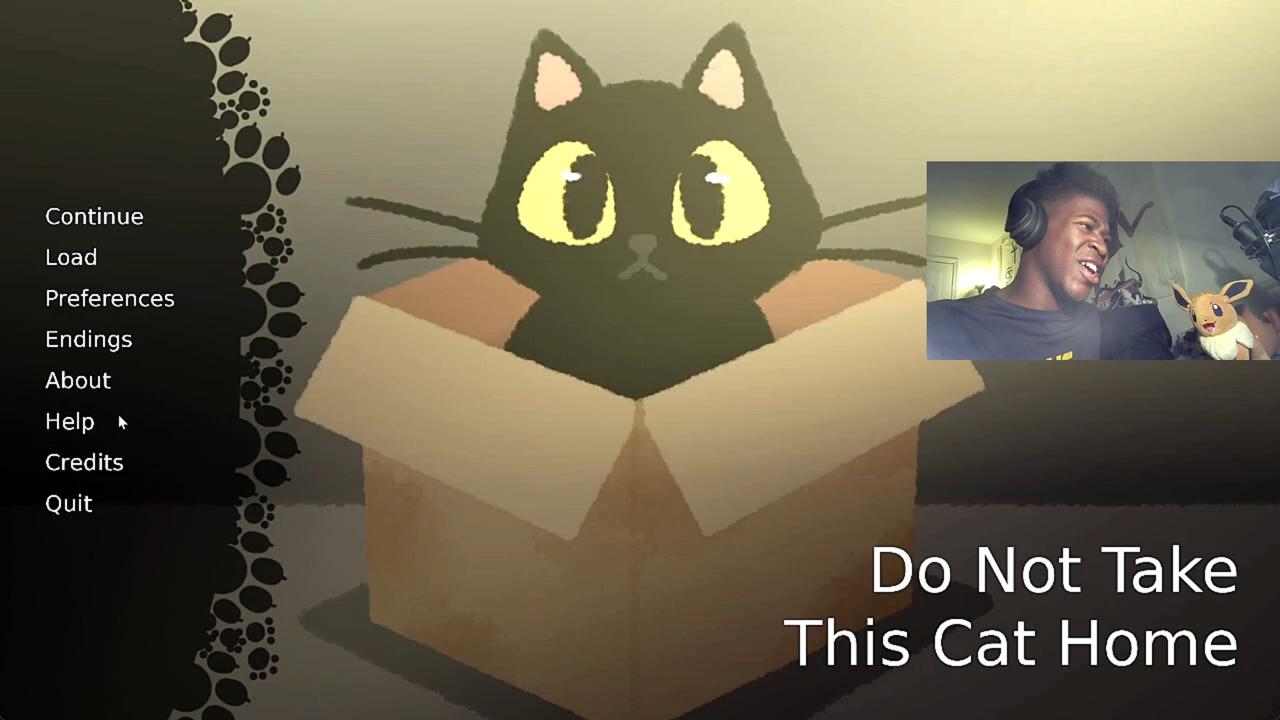 Continue
Load
Preferences
Endings
About
Help
Credits
Quit
Do Not Take
This Cat Home